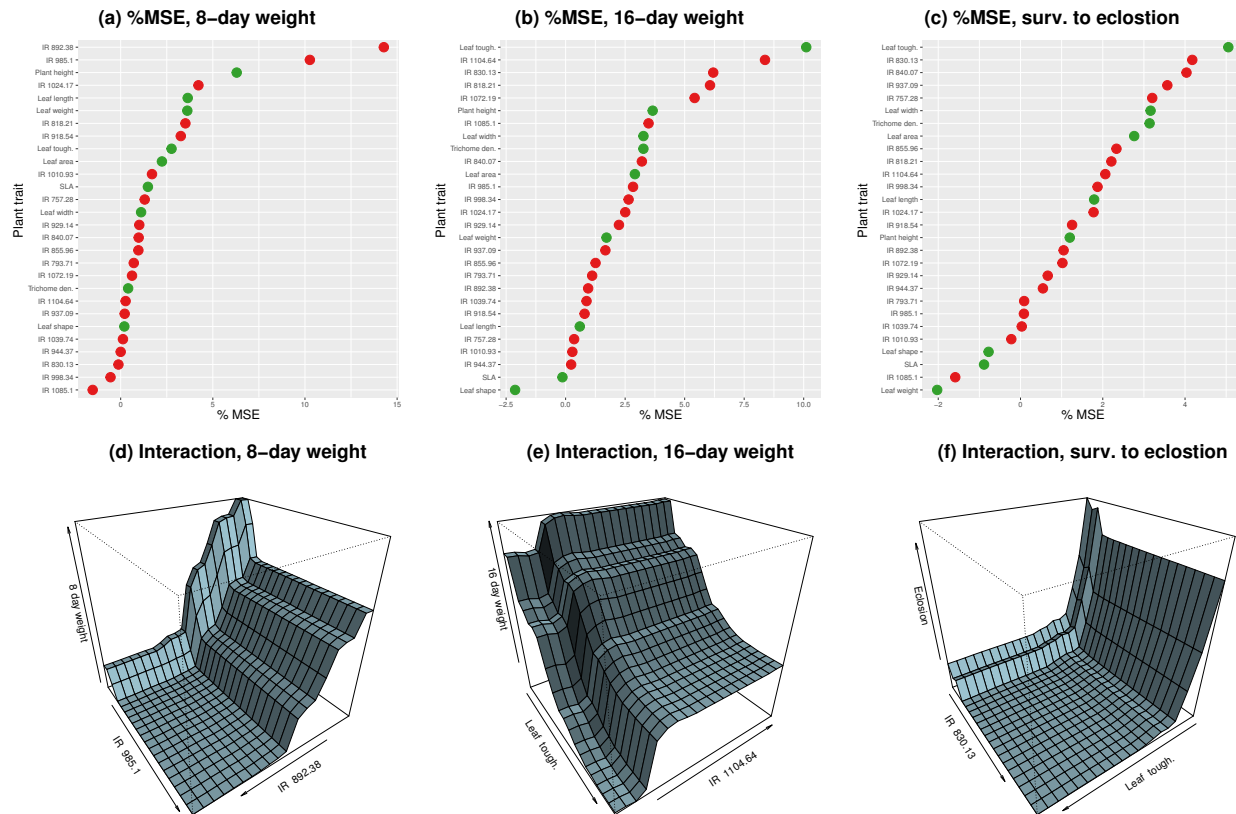 (a) %MSE, 8−day weight
Plant trait
IR 892.38
IR 985.1
Plant height
IR 1024.17
Leaf length
Leaf weight
IR 818.21
IR 918.54
Leaf tough.
Leaf area
IR 1010.93
SLA
IR 757.28
Leaf width
IR 929.14
IR 840.07
IR 855.96
IR 793.71
IR 1072.19
Trichome den.
IR 1104.64
IR 937.09
Leaf shape
IR 1039.74
IR 944.37
IR 830.13
IR 998.34
IR 1085.1
0 5 10 15
% MSE
(b) %MSE, 16−day weight
Plant trait
Leaf tough.
IR 1104.64
IR 830.13
IR 818.21
IR 1072.19
Plant height
IR 1085.1
Leaf width
Trichome den.
IR 840.07
Leaf area
IR 985.1
IR 998.34
IR 1024.17
IR 929.14
Leaf weight
IR 937.09
IR 855.96
IR 793.71
IR 892.38
IR 1039.74
IR 918.54
Leaf length
IR 757.28
IR 1010.93
IR 944.37
SLA
Leaf shape
−2.5 0.0 2.5 5.0 7.5 10.0
% MSE
(c) %MSE, surv. to eclostion
Plant trait
Leaf tough.
IR 830.13
IR 840.07
IR 937.09
IR 757.28
Leaf width
Trichome den.
Leaf area
IR 855.96
IR 818.21
IR 1104.64
IR 998.34
Leaf length
IR 1024.17
IR 918.54
Plant height
IR 892.38
IR 1072.19
IR 929.14
IR 944.37
IR 793.71
IR 985.1
IR 1039.74
IR 1010.93
Leaf shape
SLA
IR 1085.1
Leaf weight
−2 0 2 4
% MSE
(d) Interaction, 8−day weight
8 day weight
IR 985.1
IR 892.38
(e) Interaction, 16−day weight
16 day weight
Leaf tough.
IR 1104.64
(f) Interaction, surv. to eclostion
Eclosion
IR 830.13
Leaf tough.